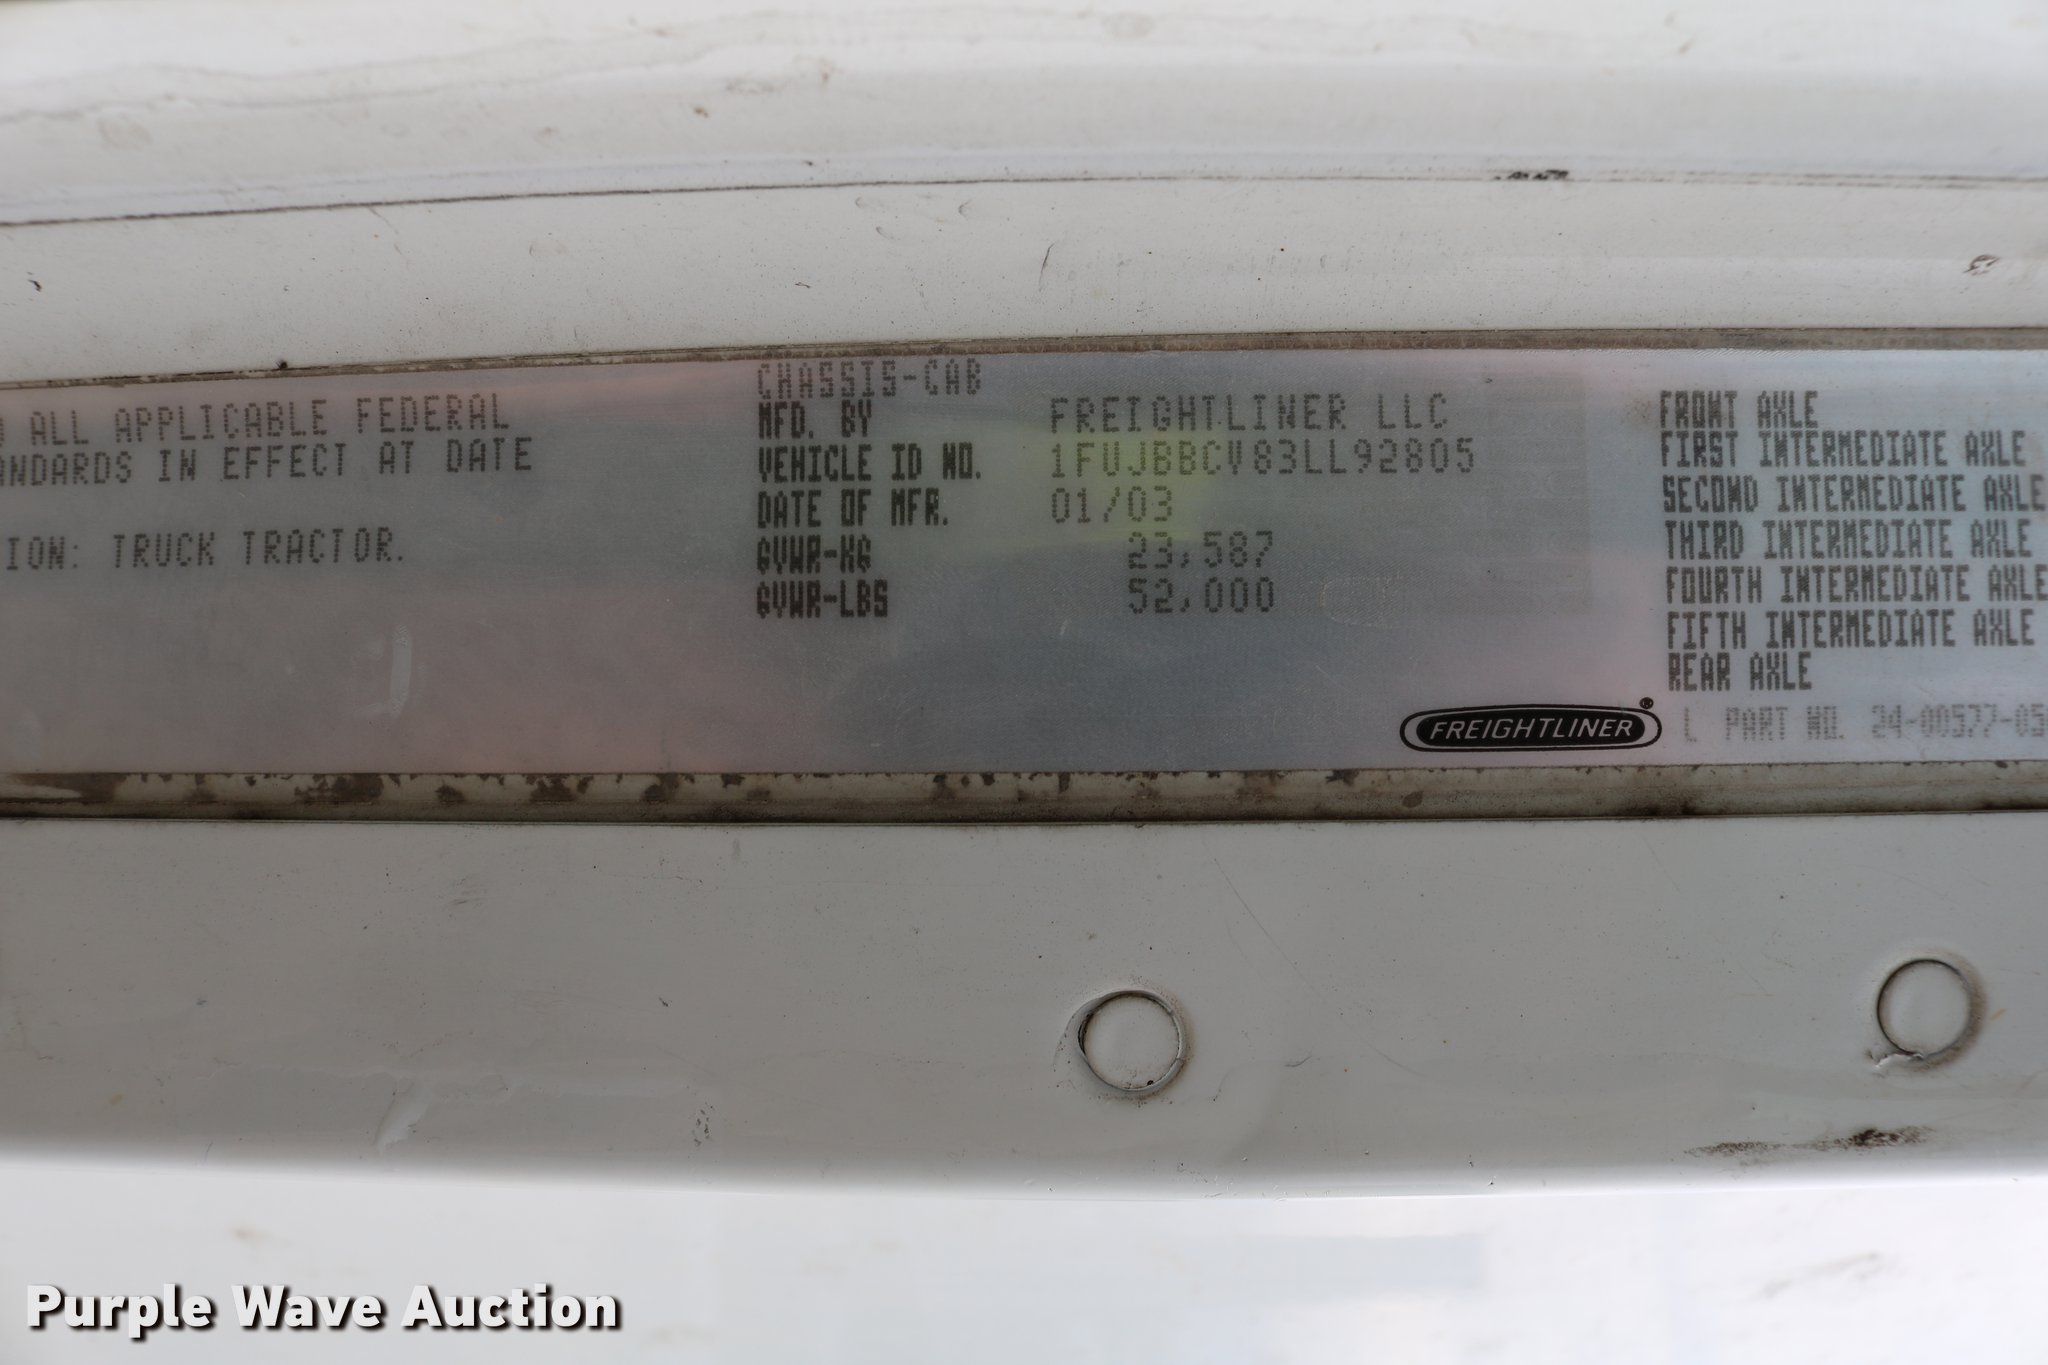 ALL APPLICABLE FEDERAL
ANDARDS IN EFFECT AT DATE
ION: TRUCK TRACTOR.
CHASSIS-CAB
MFD. BY FREIGHTLINER LLC
VEHICLE ID NO. 1FUJBBCV83LL92805
DATE OF MFR. 01/03
GVWR-KG 23,587
GVWR-LBS 52,000
FREIGHTLINER®
FRONT AXLE
FIRST INTERMEDIATE AXLE
SECOND INTERMEDIATE AXLE
THIRD INTERMEDIATE AXLE
FOURTH INTERMEDIATE AXLE
FIFTH INTERMEDIATE AXLE
REAR AXLE
L PART NO. 24-00577-05
Purple Wave Auction